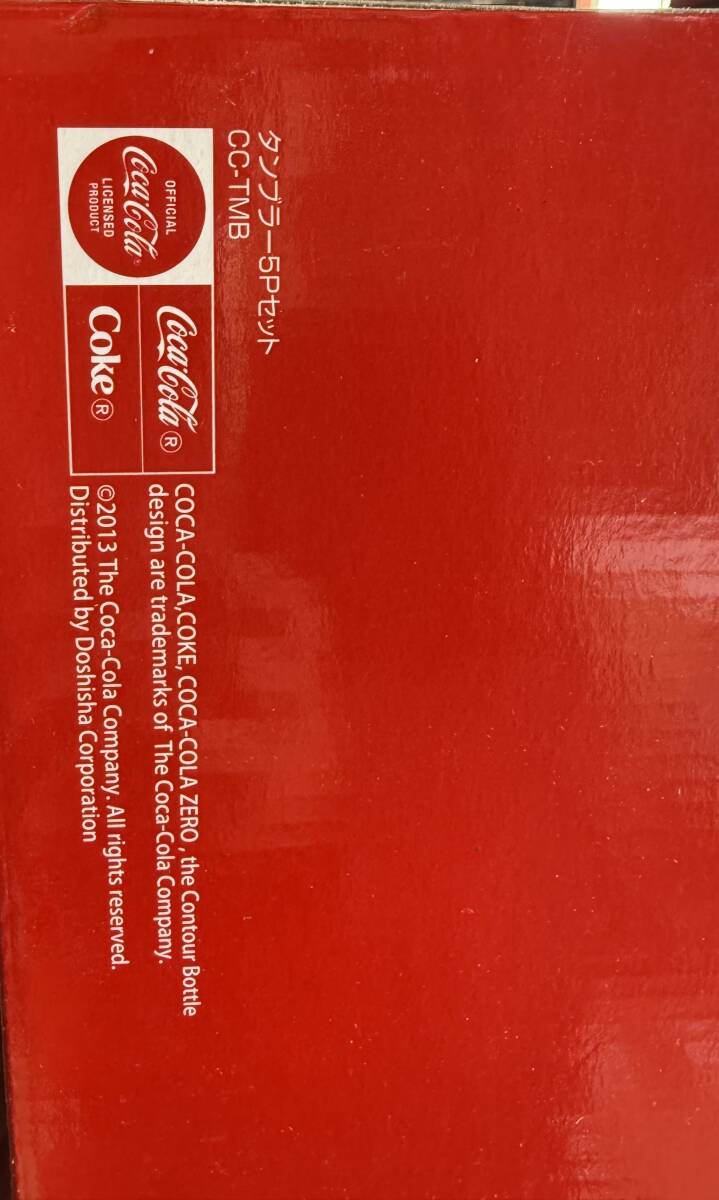 タンブラー5Pセット
CC-TMB
OFFICIAL
Coca-Cola
LICENSED
PRODUCT
Coca-Cola®
Coke®
COCA-COLA,COKE, COCA-COLA ZERO , the Contour Bottle
design are trademarks of The Coca-Cola Company.
©2013 The Coca-Cola Company. All rights reserved.
Distributed by Doshisha Corporation